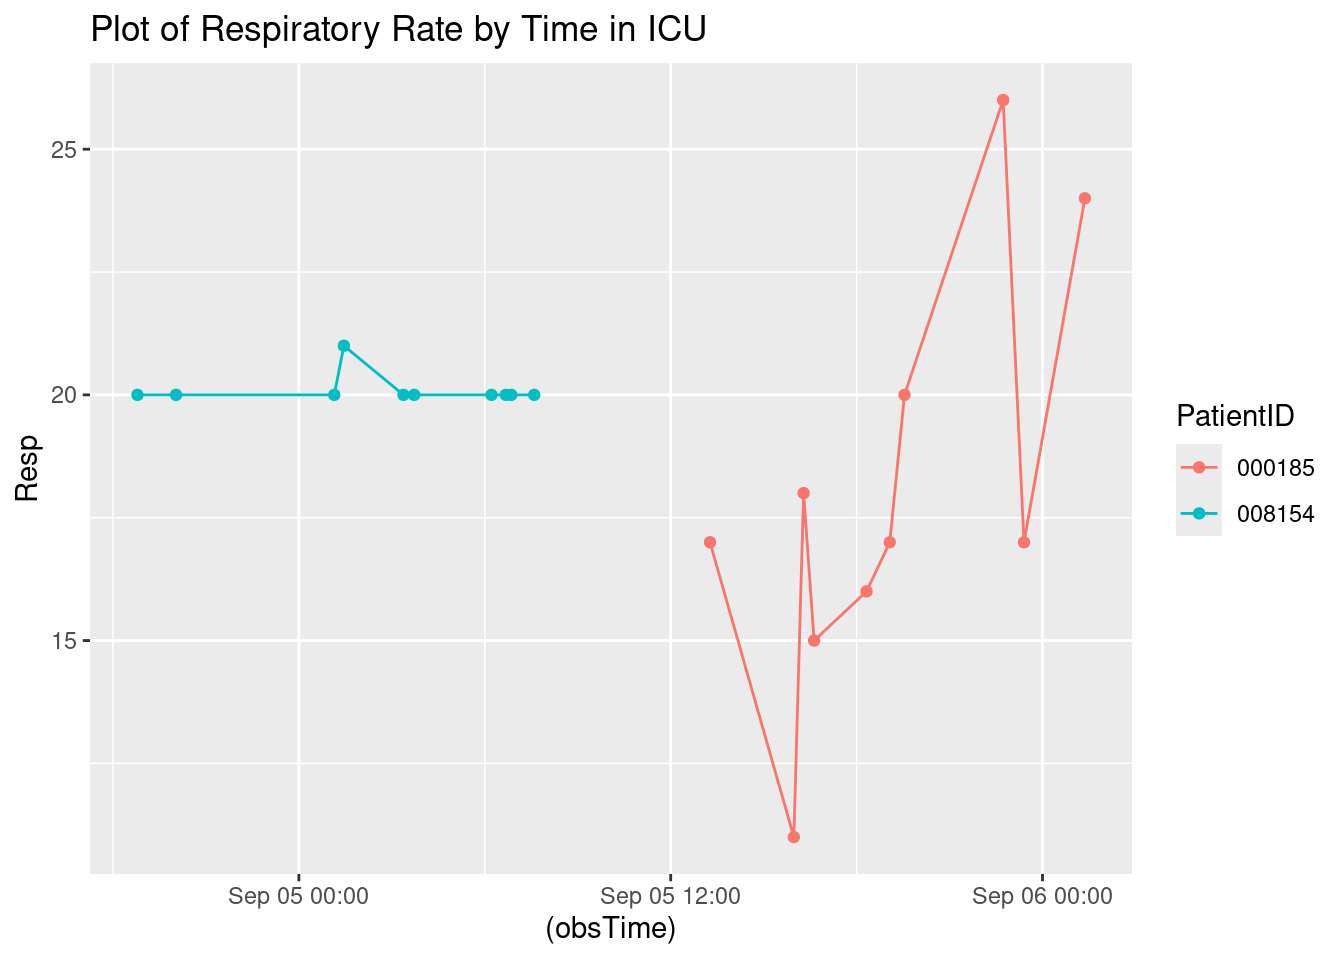 Plot of Respiratory Rate by Time in ICU
25
20
15
Resp
Sep 05 00:00
Sep 05 12:00
Sep 06 00:00
(obsTime)
PatientID
000185
008154